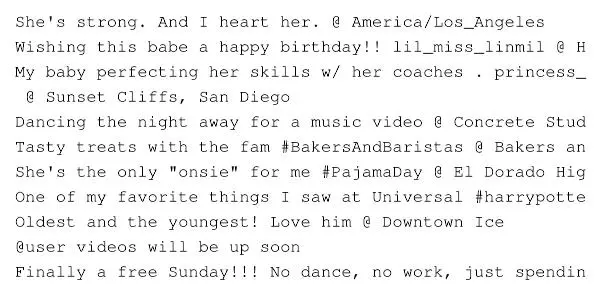 She's strong. And I heart her. @ America/Los_Angeles
Wishing this babe a happy birthday!! lil_miss_linmil @ H
My baby perfecting her skills w/ her coaches . princess_
@ Sunset Cliffs, San Diego
Dancing the night away for a music video @ Concrete Stud
Tasty treats with the fam #BakersAndBaristas @ Bakers an
She's the only "onsie" for me #PajamaDay @ El Dorado Hig
One of my favorite things I saw at Universal #harrypotte
Oldest and the youngest! Love him @ Downtown Ice
@user videos will be up soon
Finally a free Sunday!!! No dance, no work, just spendin